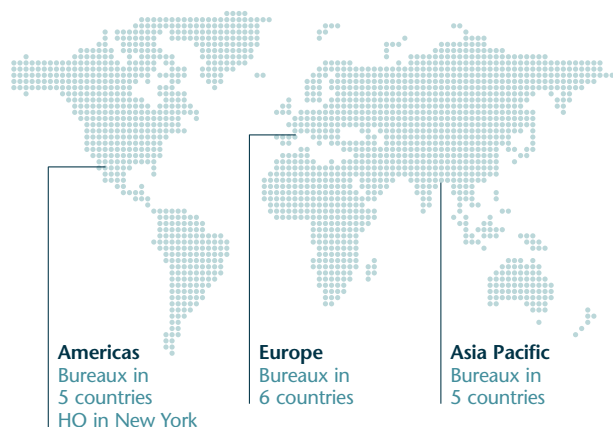 Americas
Bureaux in
5 countries
HQ in New York
Europe
Bureaux in
6 countries
Asia Pacific
Bureaux in
5 countries